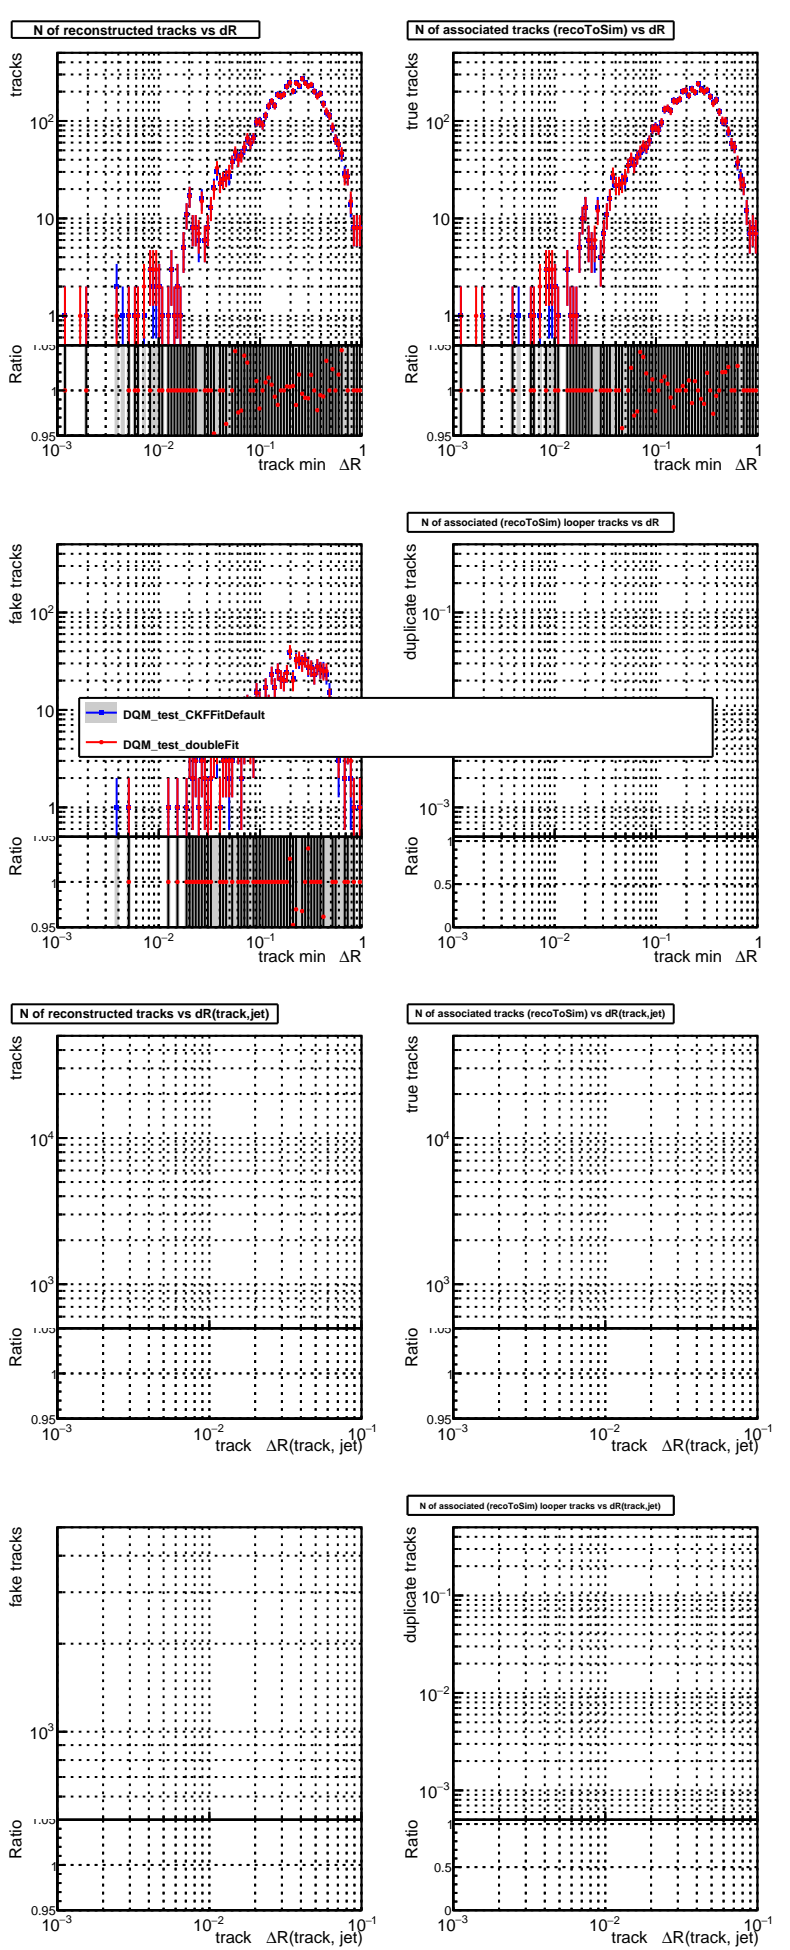 N of reconstructed tracks vs dR
tracks
10²
10
1
Ratio
1.05
1
0.95
10⁻³ 10⁻² 10⁻¹ 1
track min ΔR
N of associated tracks (recoToSim) vs dR
true tracks
10²
10
1
Ratio
1.05
1
0.95
10⁻³ 10⁻² 10⁻¹ 1
track min ΔR
fake tracks
10²
10
1
Ratio
1.05
1
0.95
10⁻³ 10⁻² 10⁻¹ 1
track min ΔR
N of associated (recoToSim) looper tracks vs dR
duplicate tracks
10⁻¹
10⁻³
Ratio
1
0.5
0
10⁻³ 10⁻² 10⁻¹ 1
track min ΔR
DQM_test_CKFFitDefault
DQM_test_doubleFit
N of reconstructed tracks vs dR(track,jet)
tracks
10⁴
10³
Ratio
1.05
1
0.95
10⁻³ 10⁻² 10⁻¹
track ΔR(track, jet)
N of associated tracks (recoToSim) vs dR(track,jet)
true tracks
10⁴
10³
Ratio
1.05
1
0.95
10⁻³ 10⁻² 10⁻¹
track ΔR(track, jet)
fake tracks
10³
Ratio
1.05
1
0.95
10⁻³ 10⁻² 10⁻¹
track ΔR(track, jet)
N of associated (recoToSim) looper tracks vs dR(track,jet)
duplicate tracks
10⁻¹
10⁻²
10⁻³
Ratio
1
0.5
0
10⁻³ 10⁻² 10⁻¹
track ΔR(track, jet)